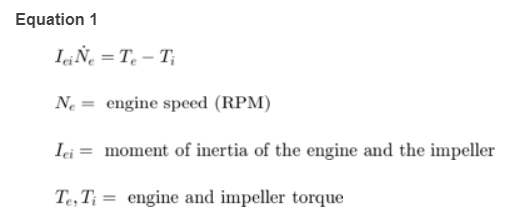 Equation 1
I_{ei}Ṅ_e = T_e − T_i
N_e = engine speed (RPM)
I_{ei} = moment of inertia of the engine and the impeller
T_e, T_i = engine and impeller torque